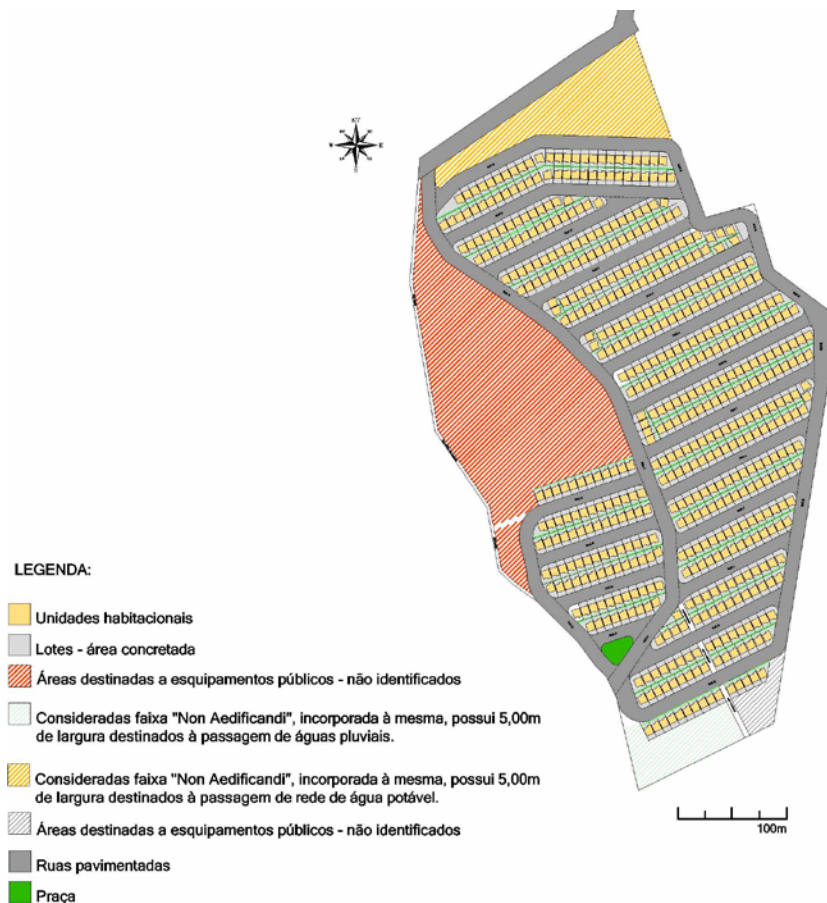 LEGENDA:
Unidades habitacionais
Lotes - área concretada
Áreas destinadas a esquipamentos públicos - não identificados
Consideradas faixa "Non Aedificandi", incorporada à mesma, possui 5,00m
de largura destinados à passagem de águas pluviais.
Consideradas faixa "Non Aedificandi", incorporada à mesma, possui 5,00m
de largura destinados à passagem de rede de água potável.
Áreas destinadas a esquipamentos públicos - não identificados
Ruas pavimentadas
Praça
100m